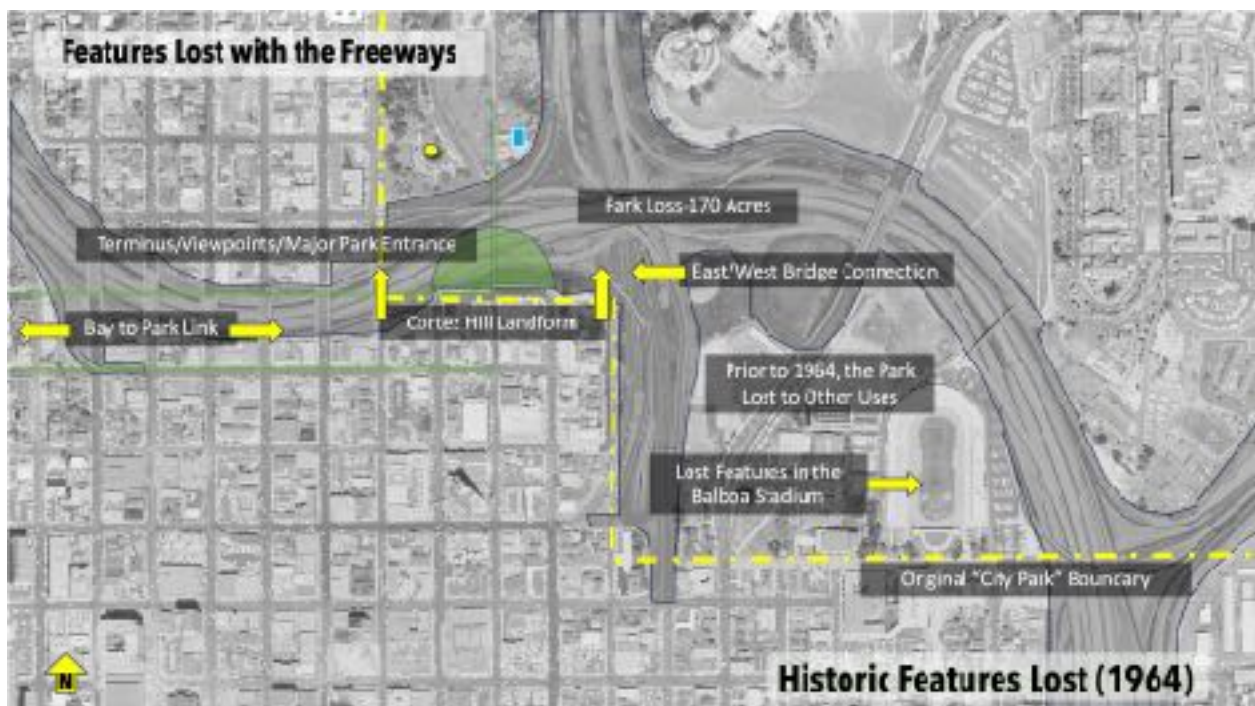 Features Lost with the Freeways
Park Loss-170 Acres
Terminus/Viewpoints/Major Park Entrance
East/West Bridge Connection
Bay to Park Link
Cortez Hill Landform
Prior to 1964, the Park
Lost to Other Uses
Lost Features in the
Balboa Stadium
Orginal "City Park" Bouncary
N
Historic Features Lost (1964)